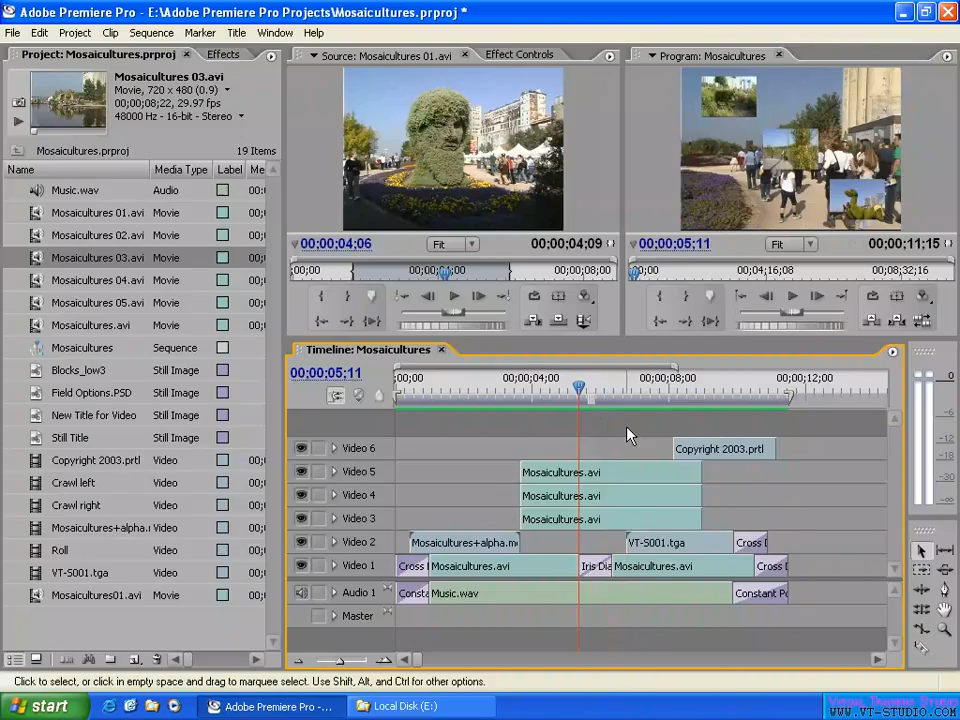 Adobe Premiere Pro - E:\Adobe Premiere Pro Projects\Mosaicultures.prproj *
File Edit Project Clip Sequence Marker Title Window Help
Project: Mosaicultures.prproj Effects
Source: Mosaicultures 01.avi Effect Controls
Program: Mosaicultures
Mosaicultures 03.avi
Movie, 720 x 480 (0.9)
00;00;08;22, 29.97 fps
48000 Hz - 16-bit - Stereo
Mosaicultures.prproj 19 Items
Name Media Type Label Me
Music.wav Audio 00;
Mosaicultures 01.avi Movie 00;
Mosaicultures 02.avi Movie 00;
Mosaicultures 03.avi Movie 00;
Mosaicultures 04.avi Movie 00;
Mosaicultures 05.avi Movie 00;
Mosaicultures.avi Movie 00;
Mosaicultures Sequence 00;
Blocks_low3 Still Image
Field Options.PSD Still Image
New Title for Video Still Image
Still Title Still Image
Copyright 2003.prtl Video 00;
Crawl left Video 00;
Crawl right Video 00;
Mosaicultures+alpha.m Video 00;
Roll Video 00;
VT-S001.tga Video 00;
Mosaicultures01.avi Movie 00;
00;00;04;06 Fit 00;00;04;09
00;00 00;00;04;00 00;00;08;00
00;00;05;11 Fit 00;00;11;15
00;00 00;04;16;08 00;08;32;16
Timeline: Mosaicultures
00;00;05;11
00;00 00;00;04;00 00;00;08;00 00;00;12;00
Video 6 Copyright 2003.prtl
Video 5 Mosaicultures.avi
Video 4 Mosaicultures.avi
Video 3 Mosaicultures.avi
Video 2 Mosaicultures+alpha.m VT-S001.tga Cross D
Video 1 Cross Mosaicultures.avi Iris Dia Mosaicultures.avi Cross D
Audio 1 Consta Music.wav Constant Po
Master
0
-6
-12
-18
-30
Click to select, or click in empty space and drag to marquee select. Use Shift, Alt, and Ctrl for other options.
start Adobe Premiere Pro -... Local Disk (E:)
Visual Training Studio
www.VT-STUDIO.com